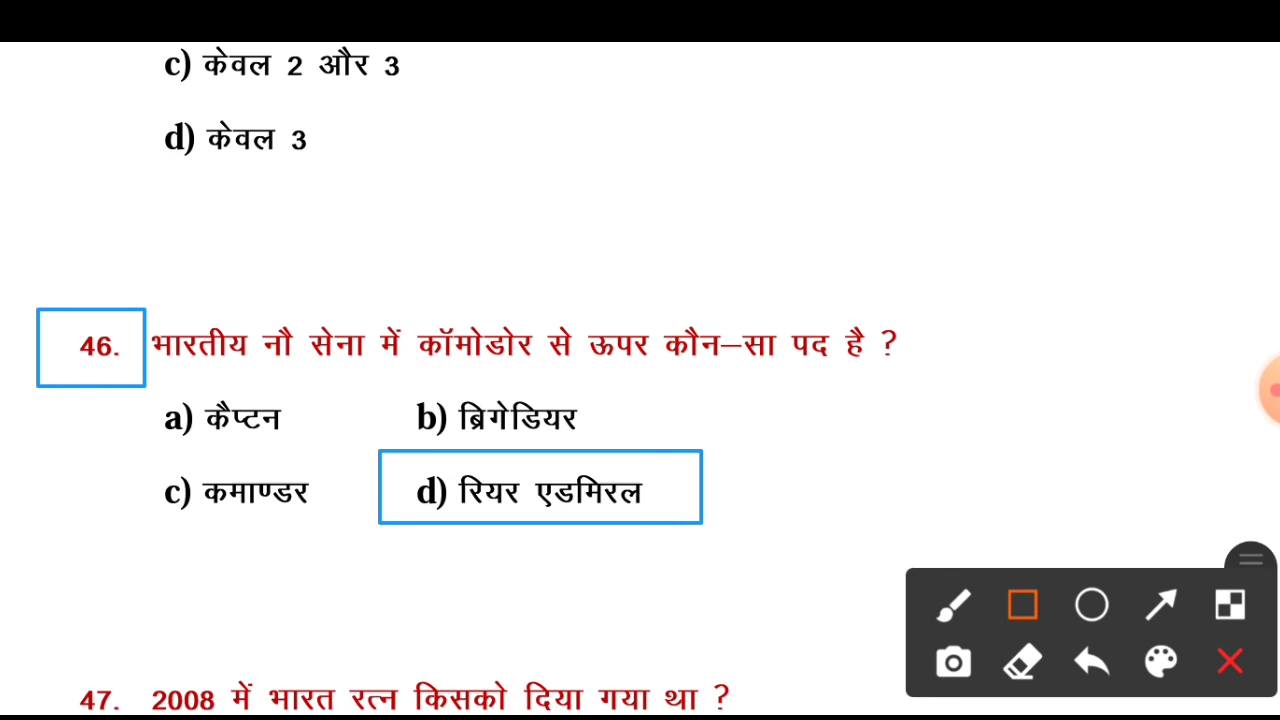 c) केवल 2 और 3
d) केवल 3
46. भारतीय नौ सेना में कॉमोडोर से ऊपर कौन–सा पद है ?
a) कैप्टन b) ब्रिगेडियर
c) कमाण्डर d) रियर एडमिरल
47. 2008 में भारत रत्न किसको दिया गया था ?